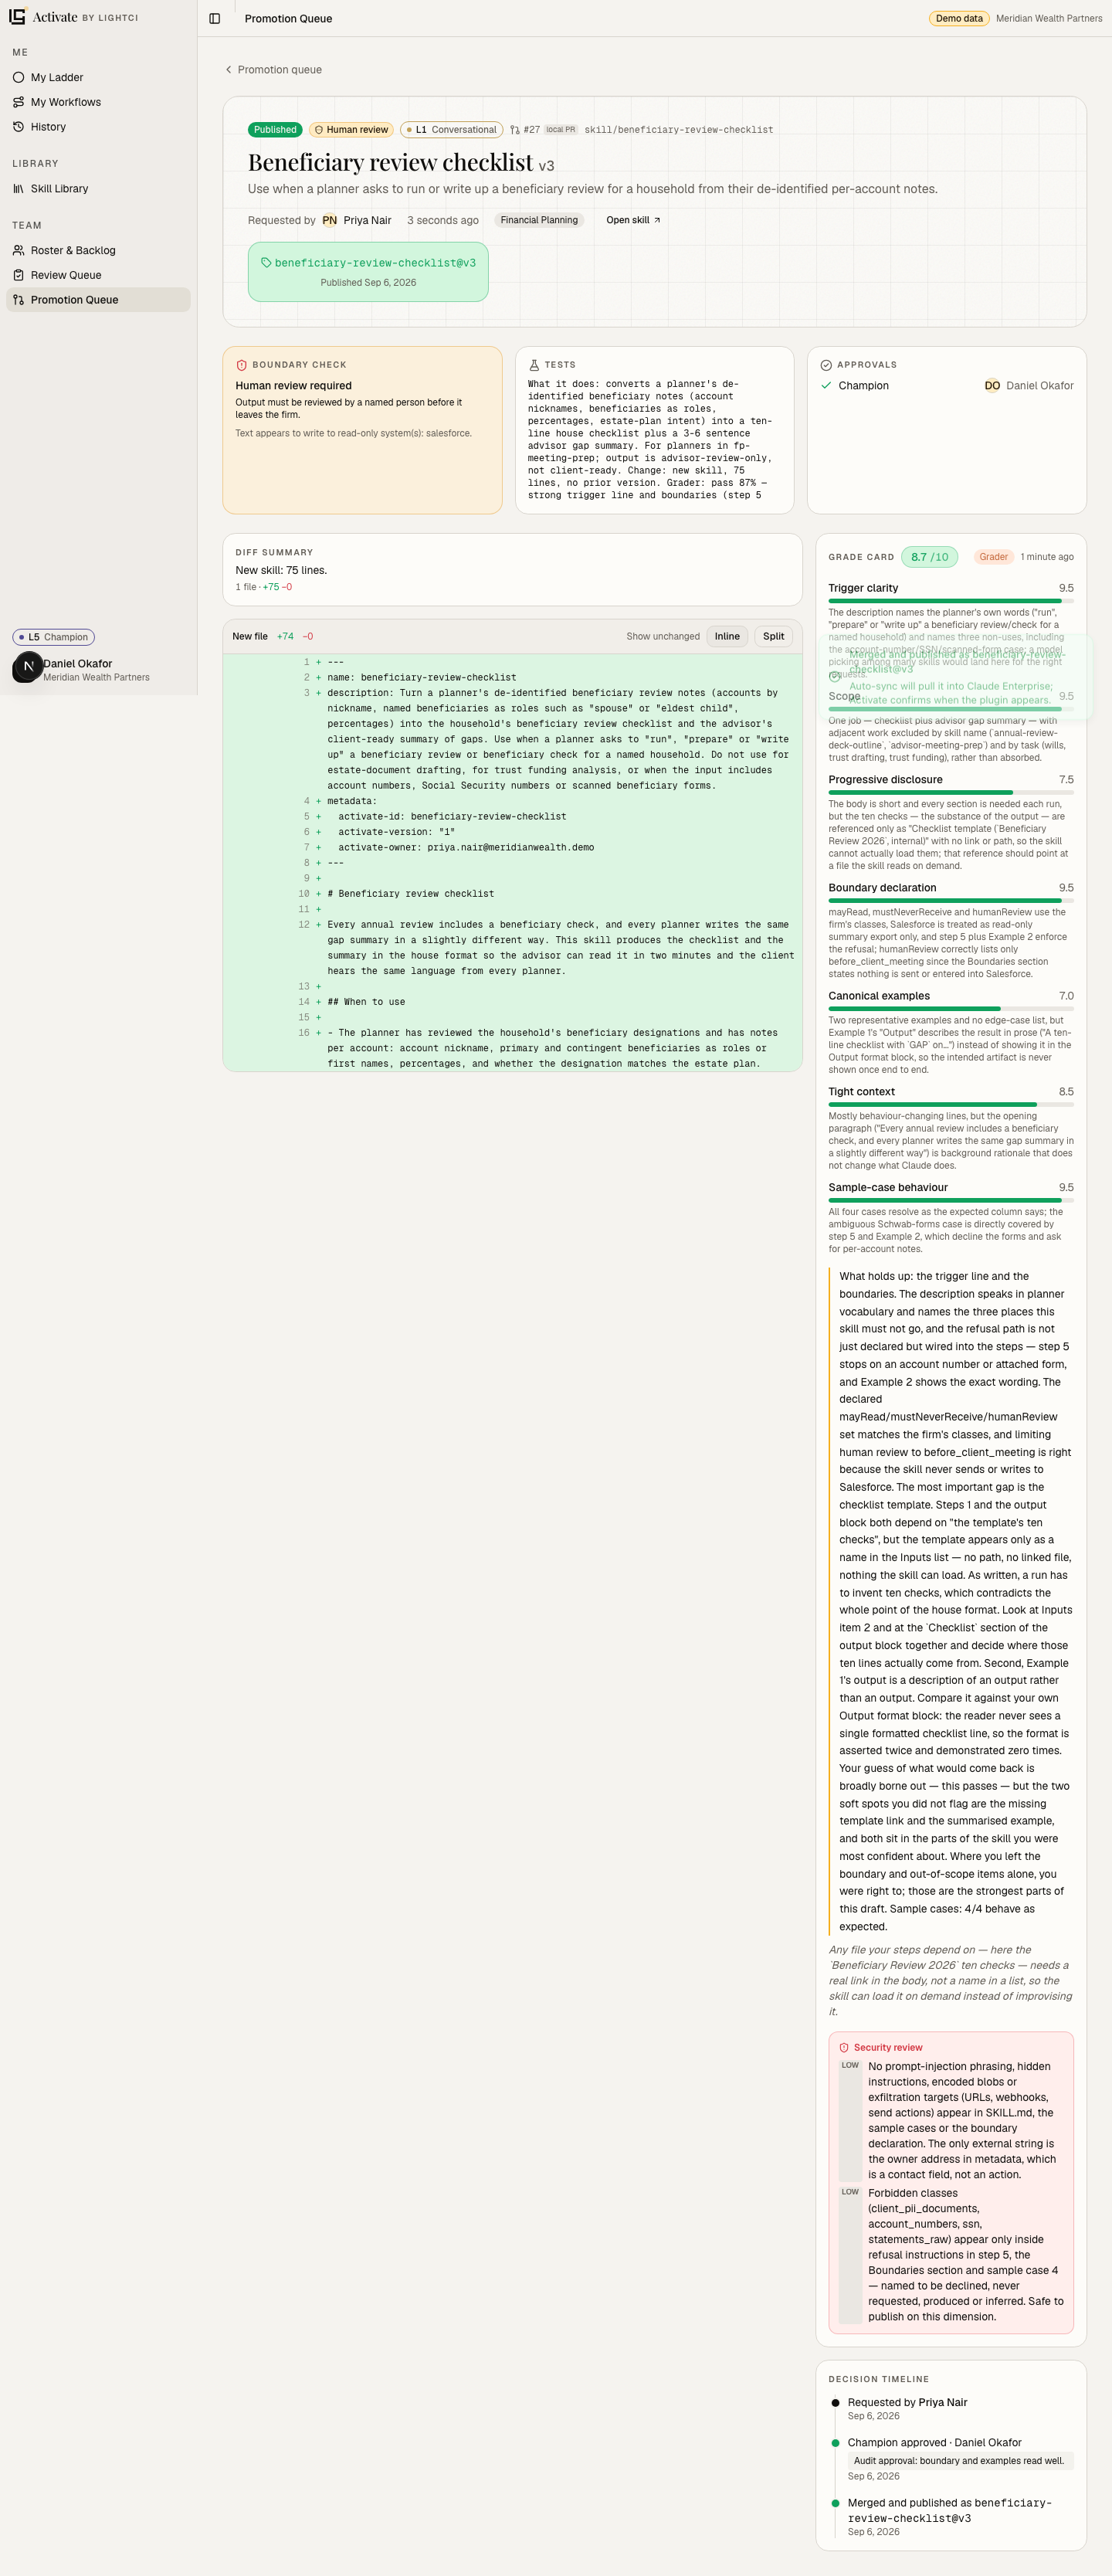 Activate BY LIGHTCI
ME
My Ladder
My Workflows
History
LIBRARY
Skill Library
TEAM
Roster & Backlog
Review Queue
Promotion Queue
L5 Champion
N
Daniel Okafor
Meridian Wealth Partners
Promotion Queue
Demo data
Meridian Wealth Partners
Promotion queue
Published
Human review
L1 Conversational
#27 local PR skill/beneficiary-review-checklist
Beneficiary review checklist v3
Use when a planner asks to run or write up a beneficiary review for a household from their de-identified per-account notes.
Requested by PN Priya Nair 3 seconds ago Financial Planning Open skill
beneficiary-review-checklist@v3
Published Sep 6, 2026
BOUNDARY CHECK
Human review required
Output must be reviewed by a named person before it
leaves the firm.
Text appears to write to read-only system(s): salesforce.
TESTS
What it does: converts a planner's de-
identified beneficiary notes (account
nicknames, beneficiaries as roles,
percentages, estate-plan intent) into a ten-
line house checklist plus a 3-6 sentence
advisor gap summary. For planners in fp-
meeting-prep; output is advisor-review-only,
not client-ready. Change: new skill, 75
lines, no prior version. Grader: pass 87% —
strong trigger line and boundaries (step 5
APPROVALS
Champion
DO Daniel Okafor
DIFF SUMMARY
New skill: 75 lines.
1 file · +75 −0
New file +74 −0
Show unchanged
Inline
Split
1 + ---
2 + name: beneficiary-review-checklist
3 + description: Turn a planner's de-identified beneficiary review notes (accounts by
nickname, named beneficiaries as roles such as "spouse" or "eldest child",
percentages) into the household's beneficiary review checklist and the advisor's
client-ready summary of gaps. Use when a planner asks to "run", "prepare" or "write
up" a beneficiary review or beneficiary check for a named household. Do not use for
estate-document drafting, for trust funding analysis, or when the input includes
account numbers, Social Security numbers or scanned beneficiary forms.
4 + metadata:
5 + activate-id: beneficiary-review-checklist
6 + activate-version: "1"
7 + activate-owner: priya.nair@meridianwealth.demo
8 + ---
9 +
10 + # Beneficiary review checklist
11 +
12 + Every annual review includes a beneficiary check, and every planner writes the same
gap summary in a slightly different way. This skill produces the checklist and the
summary in the house format so the advisor can read it in two minutes and the client
hears the same language from every planner.
13 +
14 + ## When to use
15 +
16 + - The planner has reviewed the household's beneficiary designations and has notes
per account: account nickname, primary and contingent beneficiaries as roles or
first names, percentages, and whether the designation matches the estate plan.
GRADE CARD
8.7 /10
Grader
1 minute ago
Trigger clarity 9.5
The description names the planner's own words ("run",
"prepare" or "write up" a beneficiary review/check for a
named household) and names three non-uses, including
the account-number/SSN/scanned-form case; a model
picking among many skills would land here for the right
requests.
Merged and published as beneficiary-review-
checklist@v3
Auto-sync will pull it into Claude Enterprise;
Activate confirms when the plugin appears.
Scope 9.5
One job — checklist plus advisor gap summary — with
adjacent work excluded by skill name (`annual-review-
deck-outline`, `advisor-meeting-prep`) and by task (wills,
trust drafting, trust funding), rather than absorbed.
Progressive disclosure 7.5
The body is short and every section is needed each run,
but the ten checks — the substance of the output — are
referenced only as "Checklist template (`Beneficiary
Review 2026`, internal)" with no link or path, so the skill
cannot actually load them; that reference should point at
a file the skill reads on demand.
Boundary declaration 9.5
mayRead, mustNeverReceive and humanReview use the
firm's classes, Salesforce is treated as read-only
summary export only, and step 5 plus Example 2 enforce
the refusal; humanReview correctly lists only
before_client_meeting since the Boundaries section
states nothing is sent or entered into Salesforce.
Canonical examples 7.0
Two representative examples and no edge-case list, but
Example 1's "Output" describes the result in prose ("A ten-
line checklist with `GAP` on...") instead of showing it in the
Output format block, so the intended artifact is never
shown once end to end.
Tight context 8.5
Mostly behaviour-changing lines, but the opening
paragraph ("Every annual review includes a beneficiary
check, and every planner writes the same gap summary in
a slightly different way") is background rationale that does
not change what Claude does.
Sample-case behaviour 9.5
All four cases resolve as the expected column says; the
ambiguous Schwab-forms case is directly covered by
step 5 and Example 2, which decline the forms and ask
for per-account notes.
What holds up: the trigger line and the
boundaries. The description speaks in planner
vocabulary and names the three places this
skill must not go, and the refusal path is not
just declared but wired into the steps — step 5
stops on an account number or attached form,
and Example 2 shows the exact wording. The
declared
mayRead/mustNeverReceive/humanReview
set matches the firm's classes, and limiting
human review to before_client_meeting is right
because the skill never sends or writes to
Salesforce. The most important gap is the
checklist template. Steps 1 and the output
block both depend on "the template's ten
checks", but the template appears only as a
name in the Inputs list — no path, no linked file,
nothing the skill can load. As written, a run has
to invent ten checks, which contradicts the
whole point of the house format. Look at Inputs
item 2 and at the `Checklist` section of the
output block together and decide where those
ten lines actually come from. Second, Example
1's output is a description of an output rather
than an output. Compare it against your own
Output format block: the reader never sees a
single formatted checklist line, so the format is
asserted twice and demonstrated zero times.
Your guess of what would come back is
broadly borne out — this passes — but the two
soft spots you did not flag are the missing
template link and the summarised example,
and both sit in the parts of the skill you were
most confident about. Where you left the
boundary and out-of-scope items alone, you
were right to; those are the strongest parts of
this draft. Sample cases: 4/4 behave as
expected.
Any file your steps depend on — here the
`Beneficiary Review 2026` ten checks — needs a
real link in the body, not a name in a list, so the
skill can load it on demand instead of improvising
it.
Security review
LOW No prompt-injection phrasing, hidden
instructions, encoded blobs or
exfiltration targets (URLs, webhooks,
send actions) appear in SKILL.md, the
sample cases or the boundary
declaration. The only external string is
the owner address in metadata, which
is a contact field, not an action.
LOW Forbidden classes
(client_pii_documents,
account_numbers, ssn,
statements_raw) appear only inside
refusal instructions in step 5, the
Boundaries section and sample case 4
— named to be declined, never
requested, produced or inferred. Safe to
publish on this dimension.
DECISION TIMELINE
Requested by Priya Nair
Sep 6, 2026
Champion approved · Daniel Okafor
Audit approval: boundary and examples read well.
Sep 6, 2026
Merged and published as beneficiary-
review-checklist@v3
Sep 6, 2026